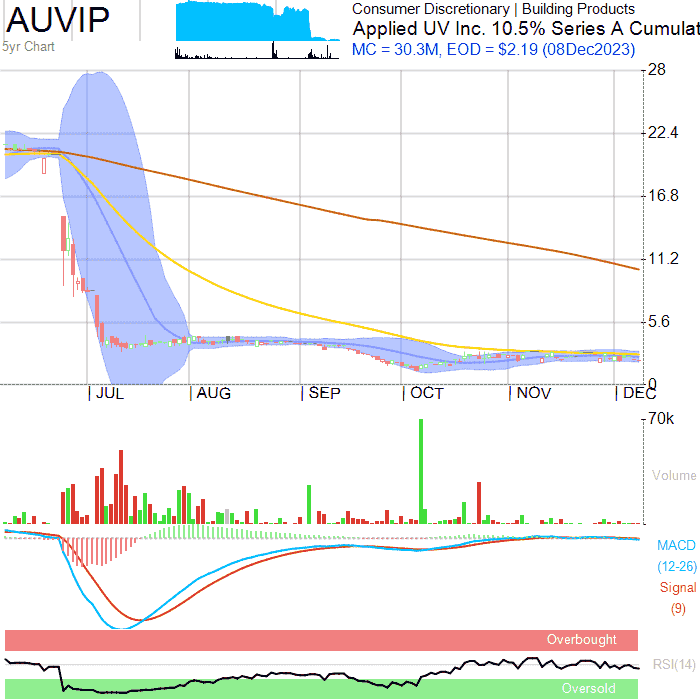 AUVIP
5yr Chart
Consumer Discretionary | Building Products
Applied UV Inc. 10.5% Series A Cumulat
MC = 30.3M, EOD = $2.19 (08Dec2023)
28
22.4
16.8
11.2
5.6
0
JUL AUG SEP OCT NOV DEC
70k
Volume
MACD
(12-26)
Signal
(9)
Overbought
RSI(14)
Oversold